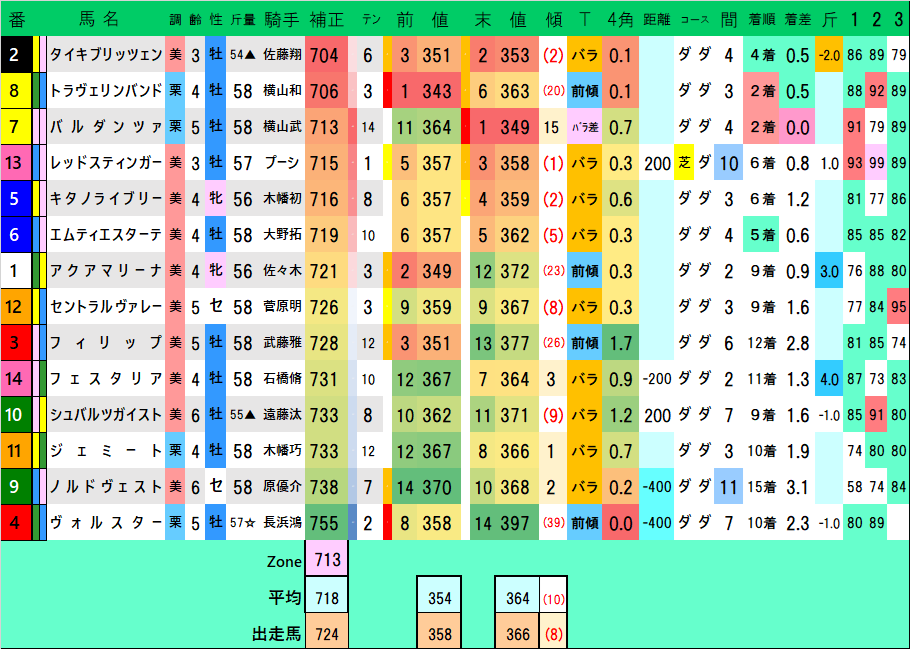 番 馬名 調 齢 性 斤量 騎手 補正 テン 前 値 末 値 傾 T 4角 距離 コース 間 着順 着差 斤 1 2 3
2 タイキブリッツェン 美 3 牡 54▲ 佐藤翔 704 6 3 351 2 353 (2) バラ 0.1 ダ ダ 4 4着 0.5 -2.0 86 89 79
8 トラヴェリンバンド 栗 4 牡 58 横山和 706 3 1 343 6 363 (20) 前傾 0.1 ダ ダ 3 2着 0.5 88 92 89
7 バルダンツァ 栗 5 牡 58 横山武 713 14 11 364 1 349 15 バラ差 0.7 ダ ダ 4 2着 0.0 91 79 89
13 レッドスティンガー 美 3 牡 57 プーシ 715 1 5 357 3 358 (1) バラ 0.3 200 芝 ダ 10 6着 0.8 1.0 93 99 89
5 キタノライブリー 美 4 牝 56 木幡初 716 8 6 357 4 359 (2) バラ 0.6 ダ ダ 3 6着 1.2 81 77 86
6 エムティエスターテ 美 4 牡 58 大野拓 719 10 6 357 5 362 (5) バラ 0.3 ダ ダ 4 5着 0.6 85 85 82
1 アクアマリーナ 美 4 牝 56 佐々木 721 3 2 349 12 372 (23) 前傾 0.3 ダ ダ 2 9着 0.9 3.0 76 88 80
12 セントラルヴァレー 美 5 セ 58 菅原明 726 3 9 359 9 367 (8) バラ 0.3 ダ ダ 3 9着 1.6 77 84 95
3 フィリップ 美 5 牡 58 武藤雅 728 12 3 351 13 377 (26) 前傾 1.7 ダ ダ 6 12着 2.8 81 85 74
14 フェスタリア 美 4 牡 58 石橋脩 731 10 12 367 7 364 3 バラ 0.9 -200 ダ ダ 2 11着 1.3 4.0 87 73 83
10 シュバルツガイスト 美 6 牡 55▲ 遠藤汰 733 8 10 362 11 371 (9) バラ 1.2 200 ダ ダ 7 9着 1.6 -1.0 85 91 80
11 ジェミート 栗 4 牡 58 木幡巧 733 12 12 367 8 366 1 バラ 0.7 ダ ダ 3 10着 1.9 74 80 80
9 ノルドヴェスト 美 6 セ 58 原優介 738 7 14 370 10 368 2 バラ 0.2 -400 ダ ダ 11 15着 3.1 58 74 84
4 ヴォルスター 栗 5 牡 57☆ 長浜鴻 755 2 8 358 14 397 (39) 前傾 0.0 -400 ダ ダ 7 10着 2.3 -1.0 80 89
Zone 713
平均 718 354 364 (10)
出走馬 724 358 366 (8)